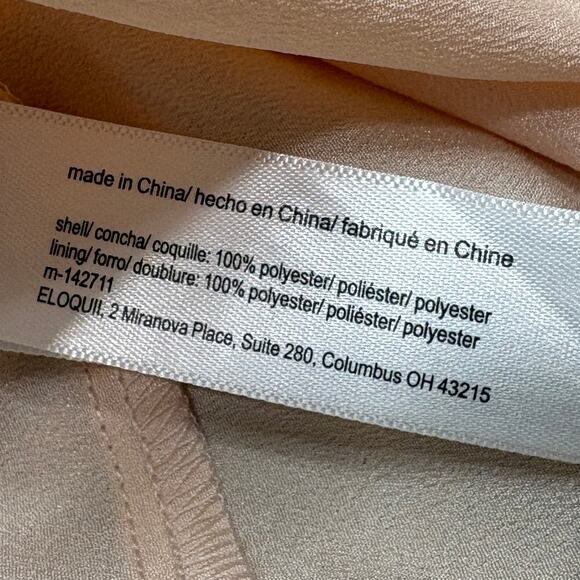 made in China/ hecho en China/ fabriqué en Chine
shell/ concha/ coquille: 100% polyester/ poliéster/ polyester
lining/ forro/ doublure: 100% polyester/ poliéster/ polyester
rn-142711
ELOQUII, 2 Miranova Place, Suite 280, Columbus OH 43215